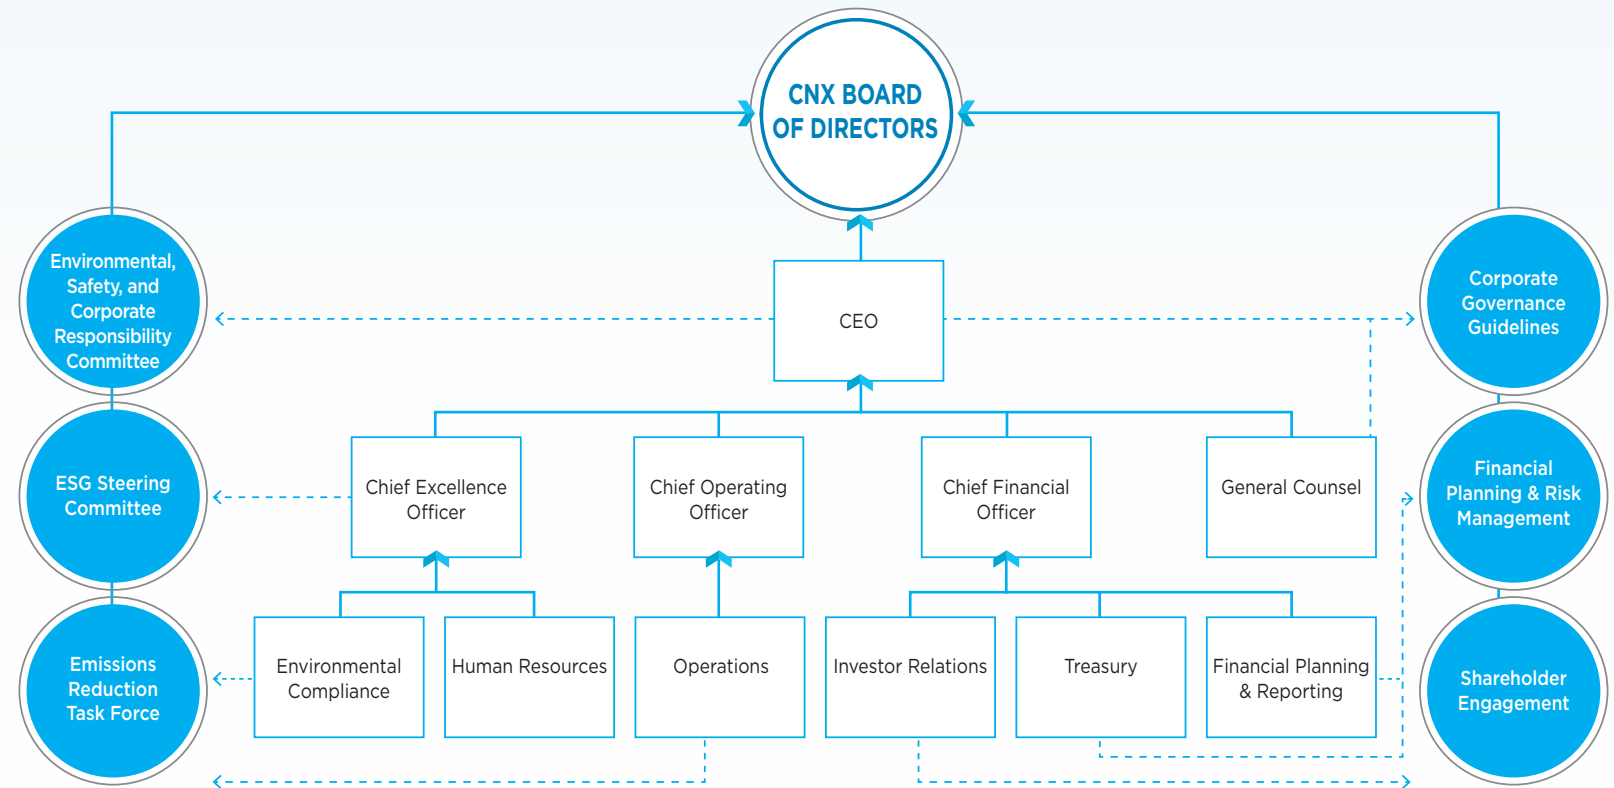 CNX BOARD
OF DIRECTORS
Environmental,
Safety, and
Corporate
Responsibility
Committee
CEO
Corporate
Governance
Guidelines
ESG Steering
Committee
Chief Excellence
Officer
Chief Operating
Officer
Chief Financial
Officer
General Counsel
Financial
Planning & Risk
Management
Emissions
Reduction
Task Force
Environmental
Compliance
Human Resources
Operations
Investor Relations
Treasury
Financial Planning
& Reporting
Shareholder
Engagement